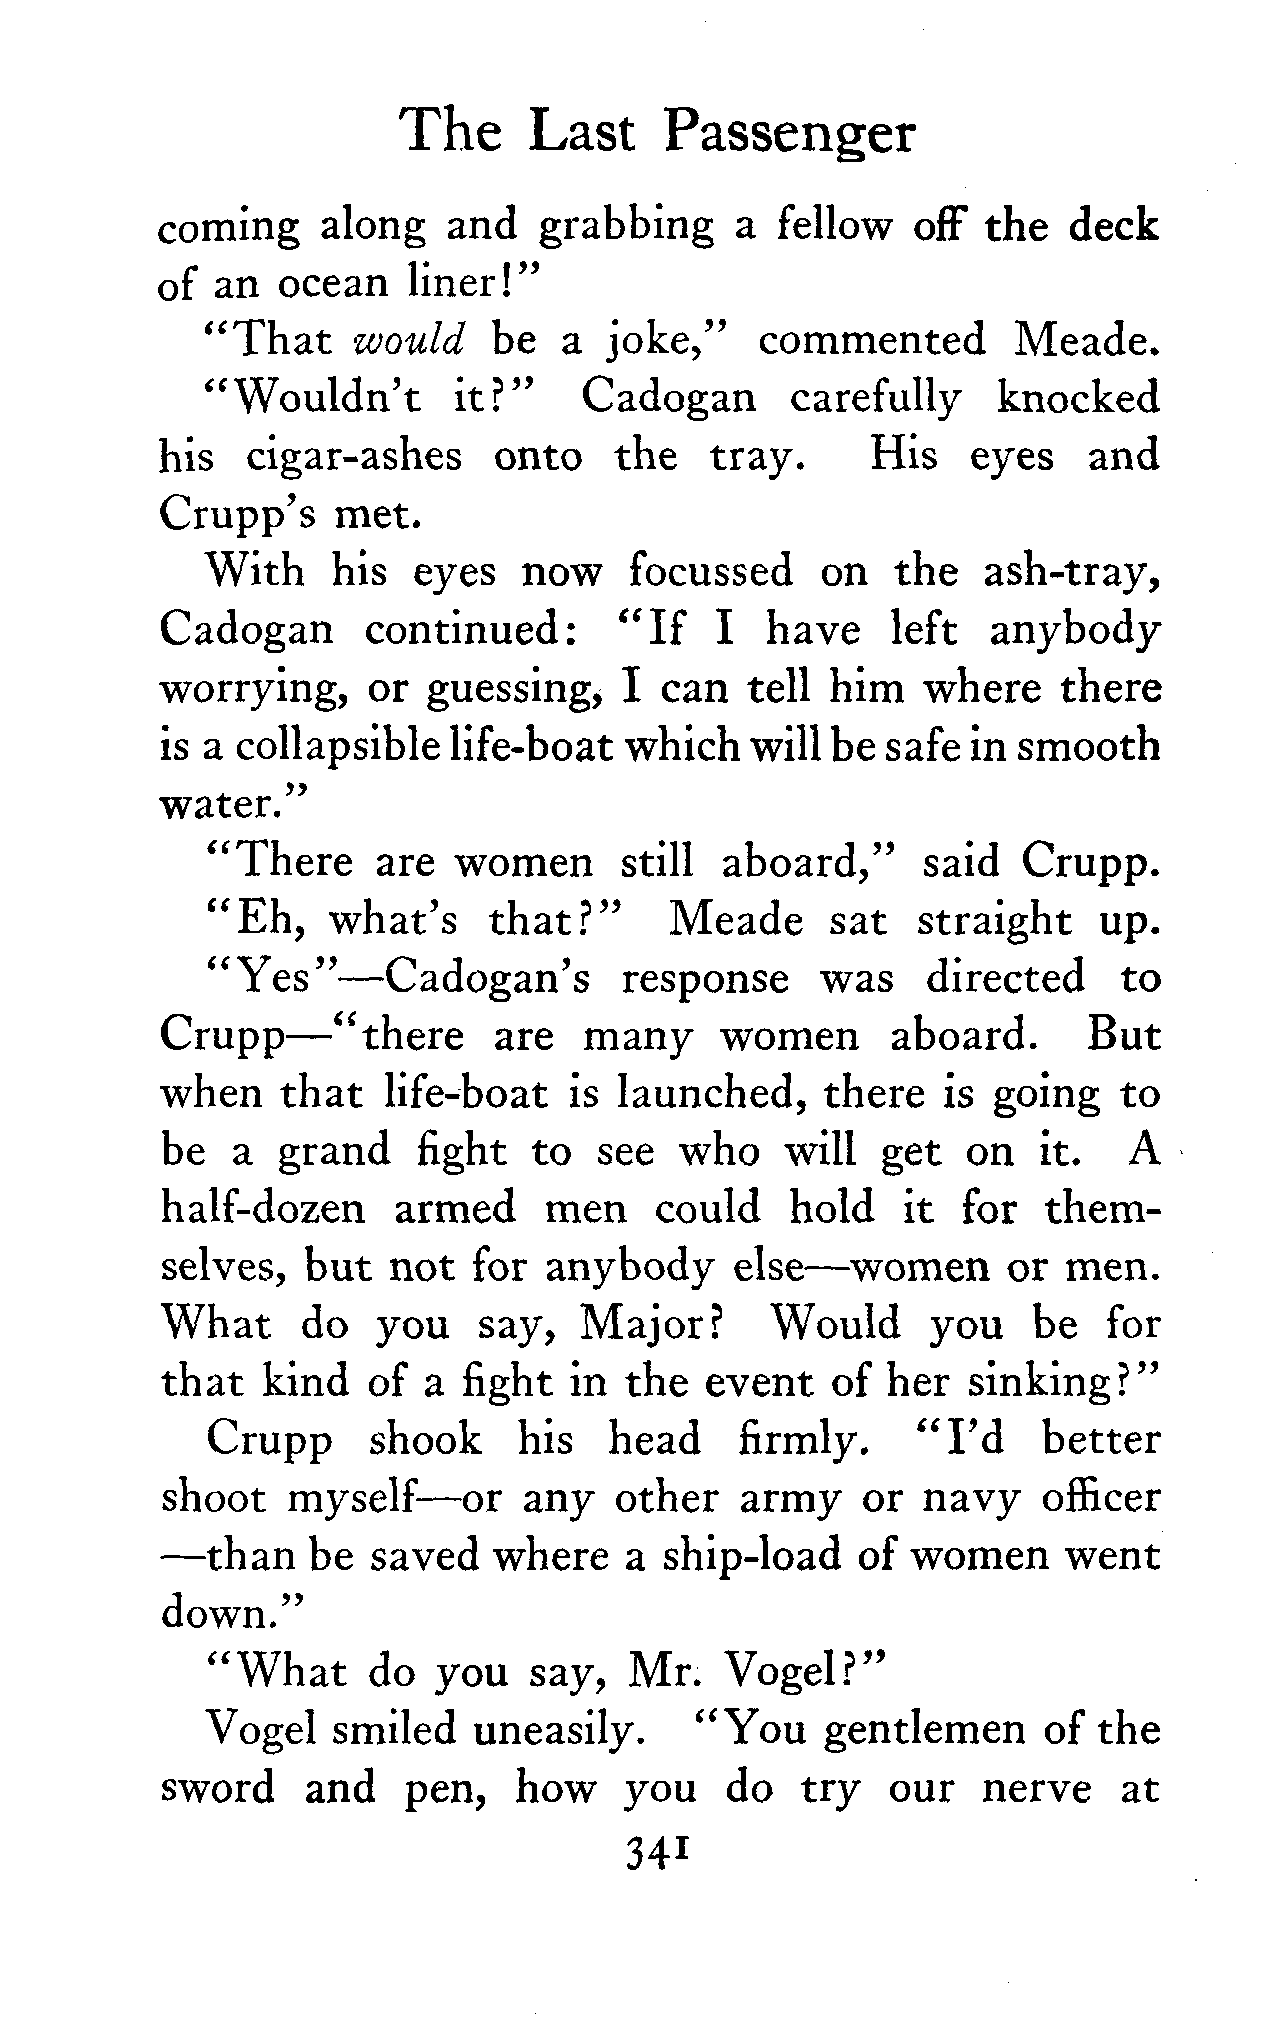 The Last Passenger
coming along and grabbing a fellow off the deck
of an ocean liner!"
"That would be a joke," commented Meade.
"Wouldn't it?" Cadogan carefully knocked
his cigar-ashes onto the tray. His eyes and
Crupp's met.
With his eyes now focussed on the ash-tray,
Cadogan continued: "If I have left anybody
worrying, or guessing, I can tell him where there
is a collapsible life-boat which will be safe in smooth
water."
"There are women still aboard," said Crupp.
"Eh, what's that?" Meade sat straight up.
"Yes"—Cadogan's response was directed to
Crupp—"there are many women aboard. But
when that life-boat is launched, there is going to
be a grand fight to see who will get on it. A
half-dozen armed men could hold it for them-
selves, but not for anybody else—women or men.
What do you say, Major? Would you be for
that kind of a fight in the event of her sinking?"
Crupp shook his head firmly. "I'd better
shoot myself—or any other army or navy officer
—than be saved where a ship-load of women went
down."
"What do you say, Mr. Vogel?"
Vogel smiled uneasily. "You gentlemen of the
sword and pen, how you do try our nerve at
341